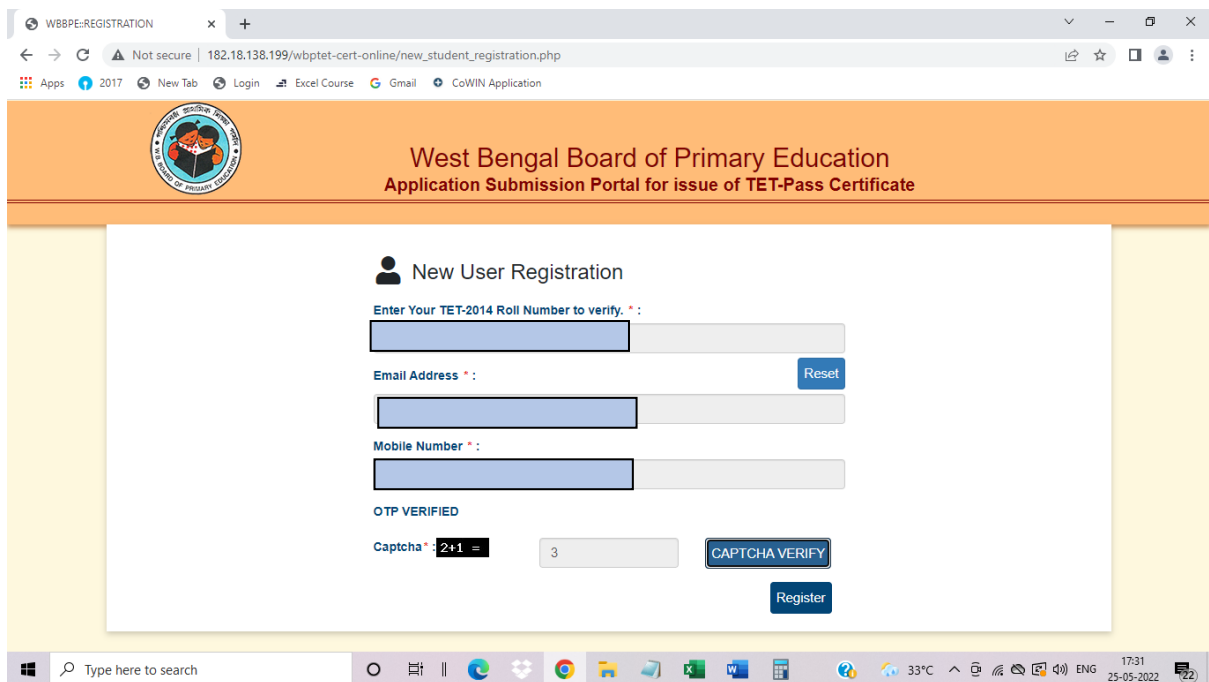 WBBPE::REGISTRATION
Not secure | 182.18.138.199/wbptet-cert-online/new_student_registration.php
Apps 2017 New Tab Login Excel Course Gmail CoWIN Application
West Bengal Board of Primary Education
Application Submission Portal for issue of TET-Pass Certificate
New User Registration
Enter Your TET-2014 Roll Number to verify. * :
Email Address * :
Reset
Mobile Number * :
OTP VERIFIED
Captcha* : 2+1 = 3 CAPTCHA VERIFY
Register
Type here to search
33°C ENG 17:31
25-05-2022 22